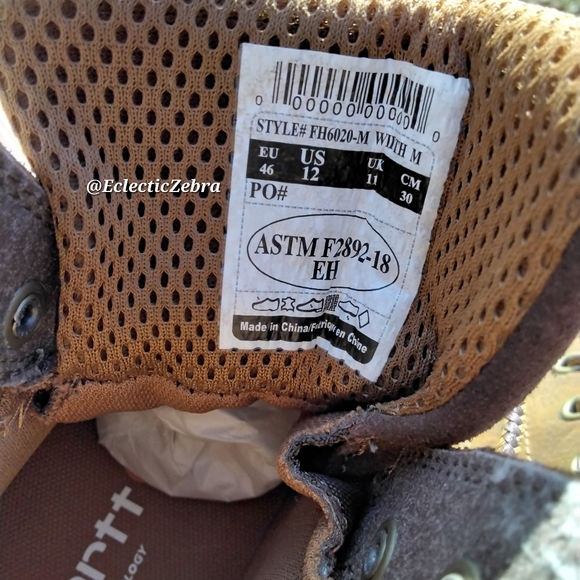 0 00000 00000 0
STYLE# FH6020-M WIDTH M
EU US UK CM
46 12 11 30
PO#
@EclecticZebra
ASTM F2892-18
EH
Made in China/Fabriqué en Chine